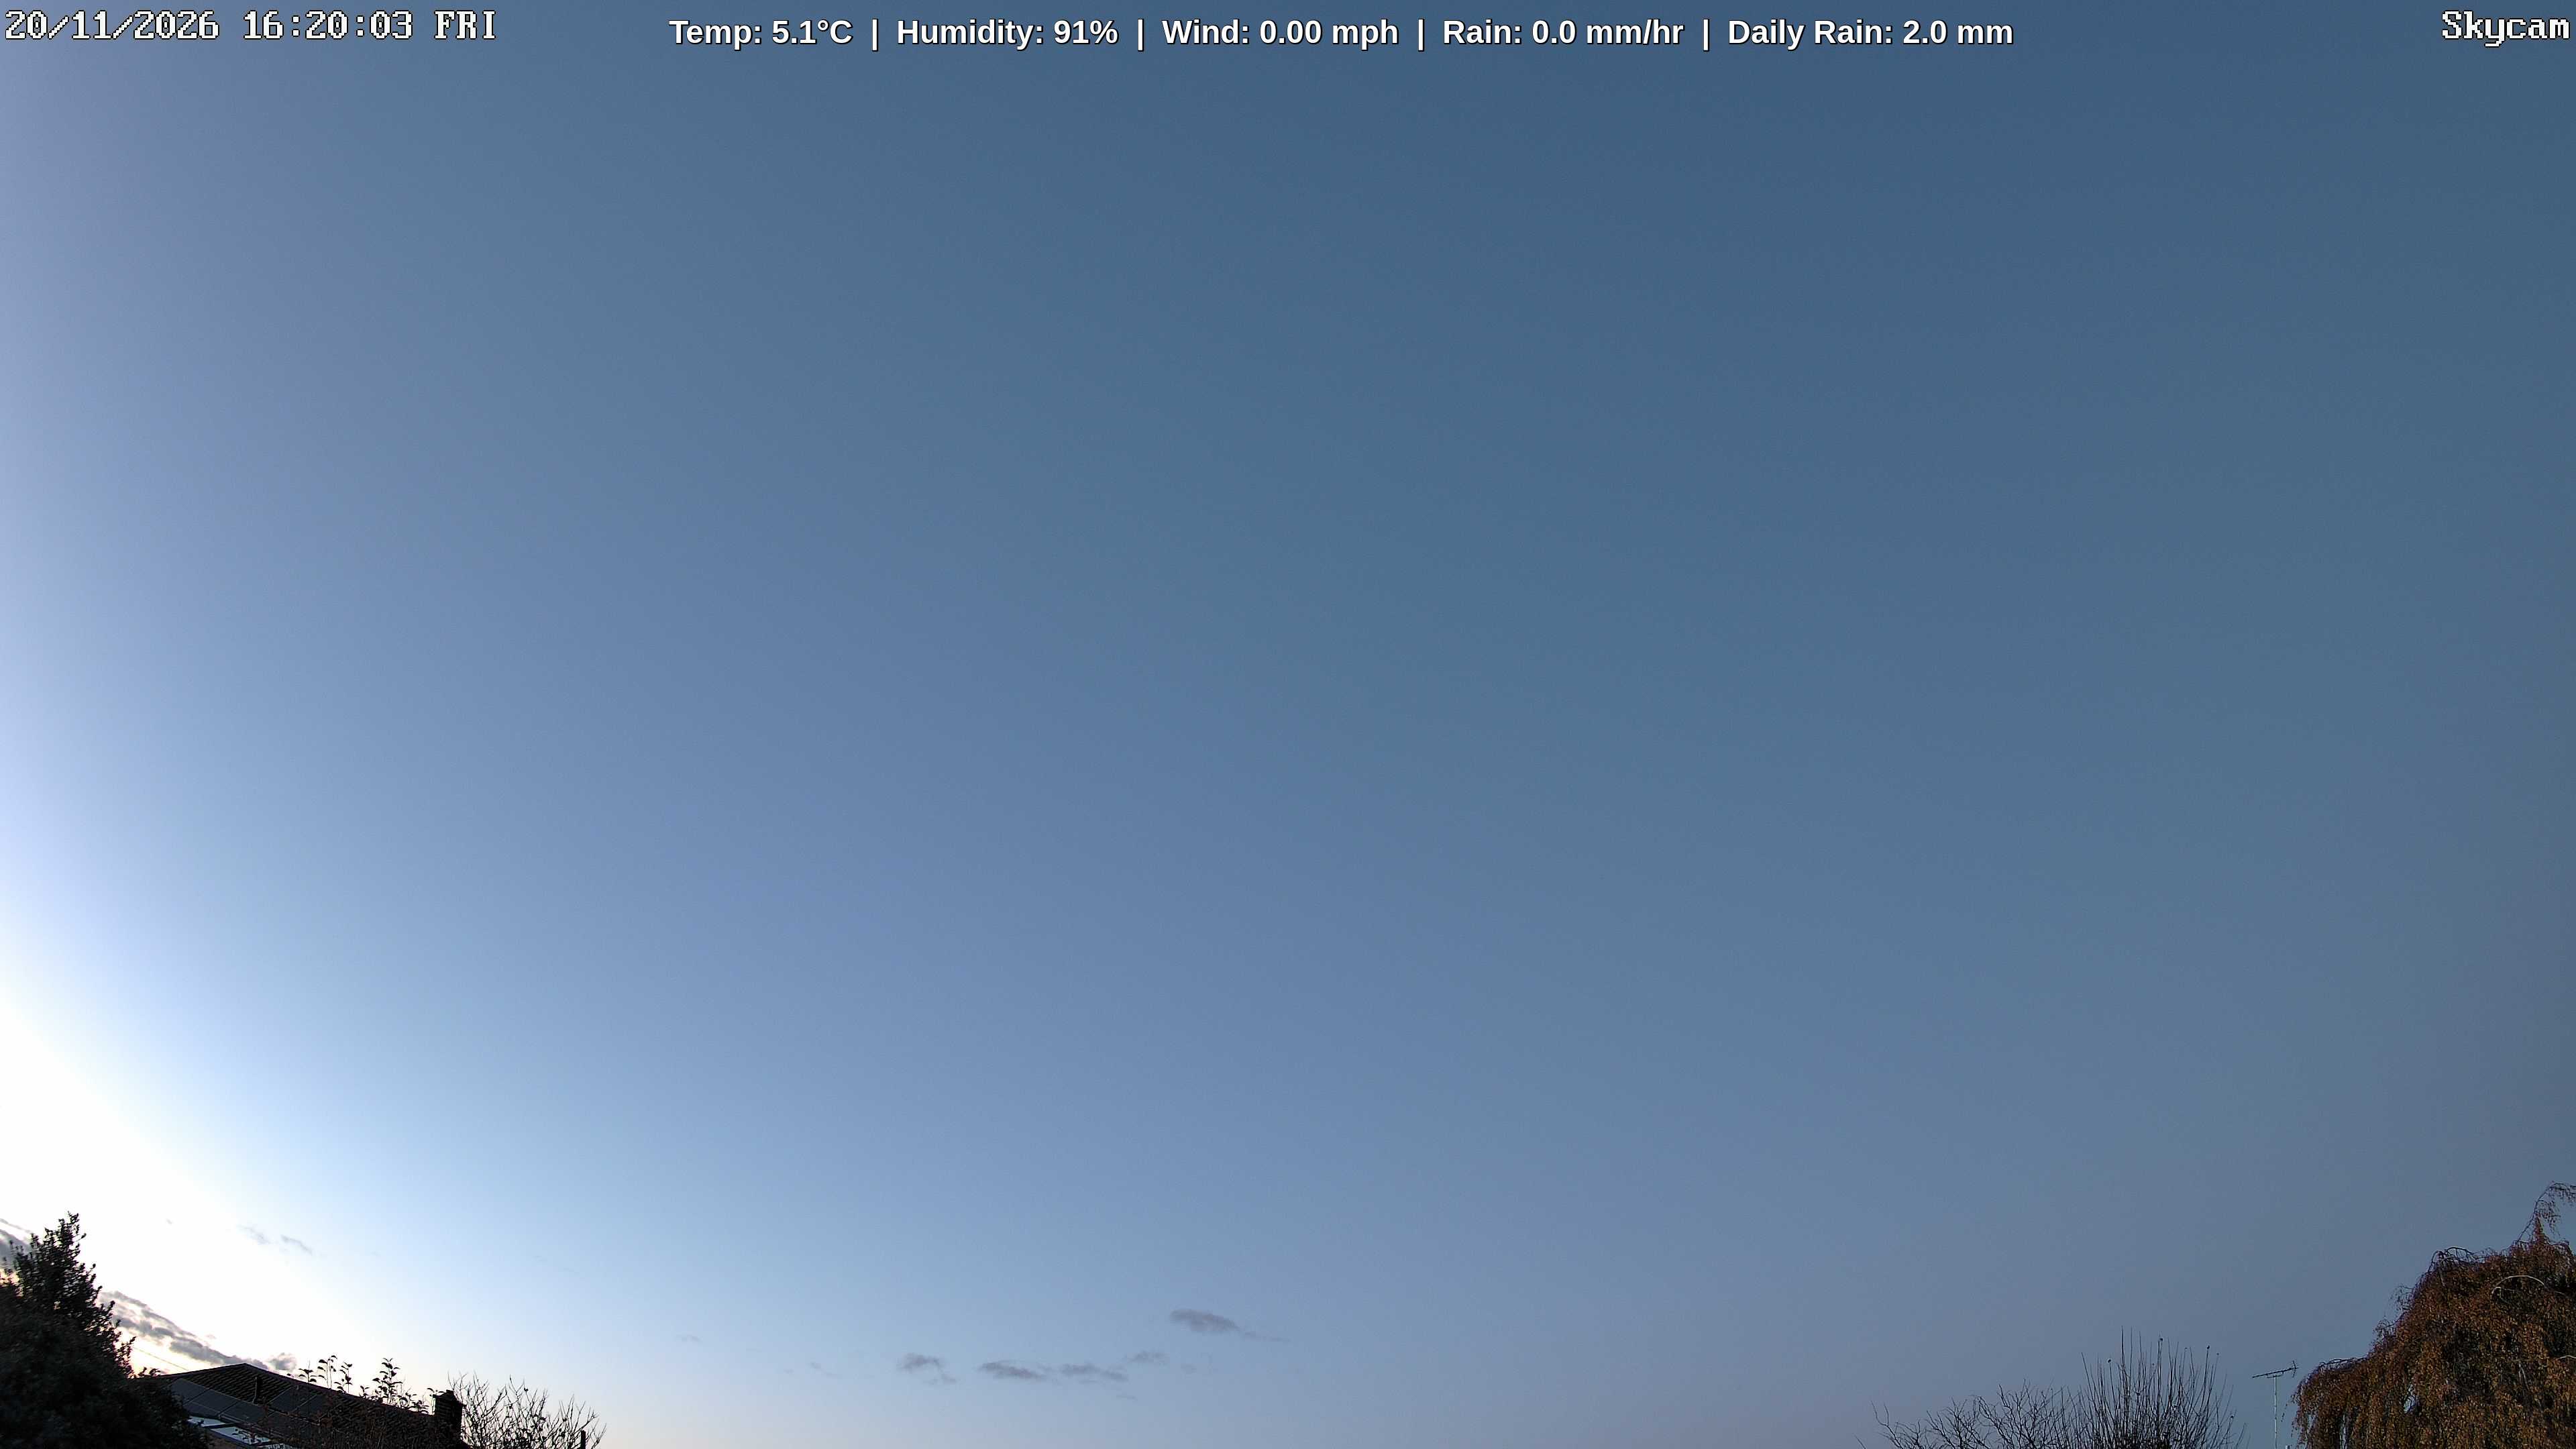 20/11/2026 16:20:03 FRI
Temp: 5.1°C | Humidity: 91% | Wind: 0.00 mph | Rain: 0.0 mm/hr | Daily Rain: 2.0 mm
Skycam